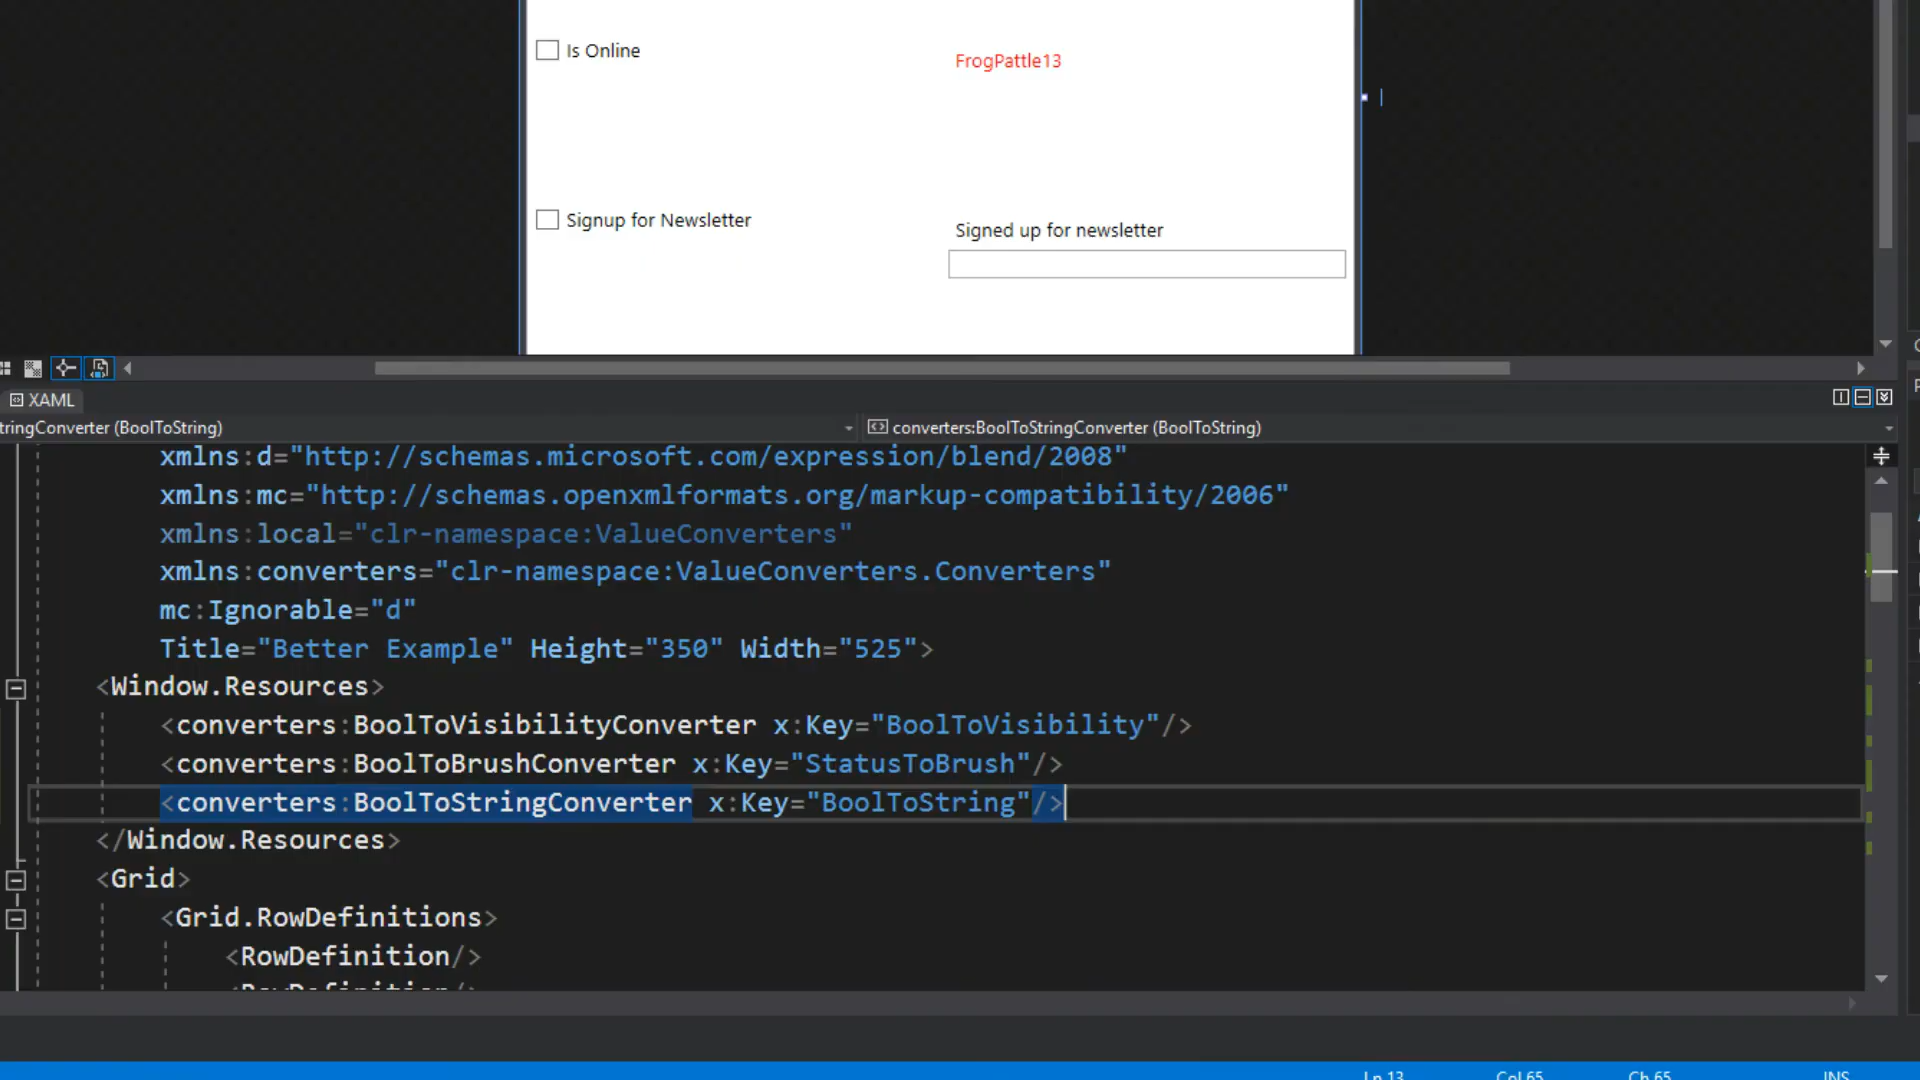 Is Online
FrogPattle13
Signup for Newsletter
Signed up for newsletter
XAML
tringConverter (BoolToString)
converters:BoolToStringConverter (BoolToString)
xmlns:d="http://schemas.microsoft.com/expression/blend/2008"
xmlns:mc="http://schemas.openxmlformats.org/markup-compatibility/2006"
xmlns:local="clr-namespace:ValueConverters"
xmlns:converters="clr-namespace:ValueConverters.Converters"
mc:Ignorable="d"
Title="Better Example" Height="350" Width="525">
<Window.Resources>
<converters:BoolToVisibilityConverter x:Key="BoolToVisibility"/>
<converters:BoolToBrushConverter x:Key="StatusToBrush"/>
<converters:BoolToStringConverter x:Key="BoolToString"/>
</Window.Resources>
<Grid>
<Grid.RowDefinitions>
<RowDefinition/>
<RowDefinition/>
Ln 13 Col 65 Ch 65 INS